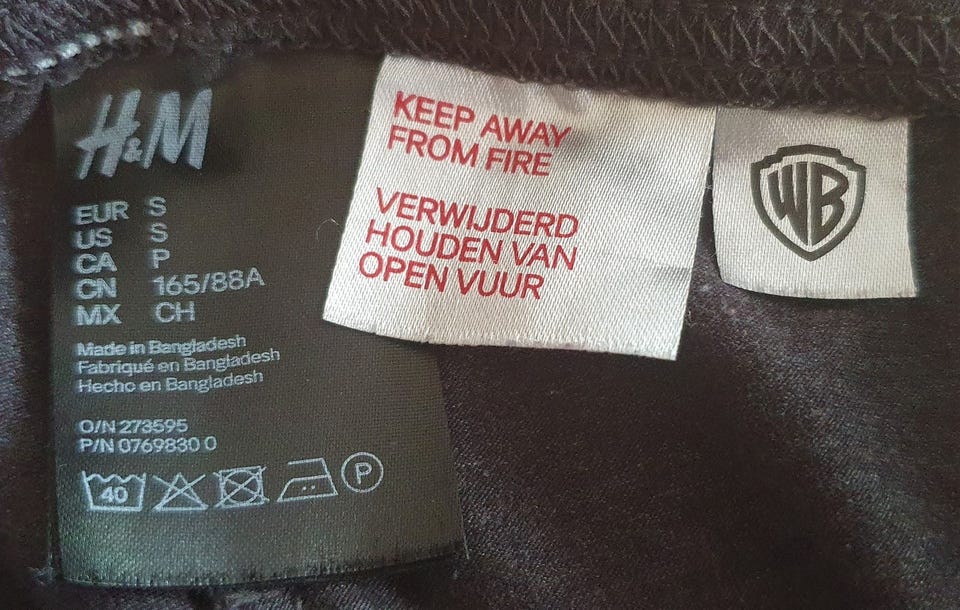 H&M
EUR S
US S
CA P
CN 165/88A
MX CH
Made in Bangladesh
Fabriqué en Bangladesh
Hecho en Bangladesh
O/N 273595
P/N 0769830 0
40
P
KEEP AWAY
FROM FIRE
VERWIJDERD
HOUDEN VAN
OPEN VUUR
WB